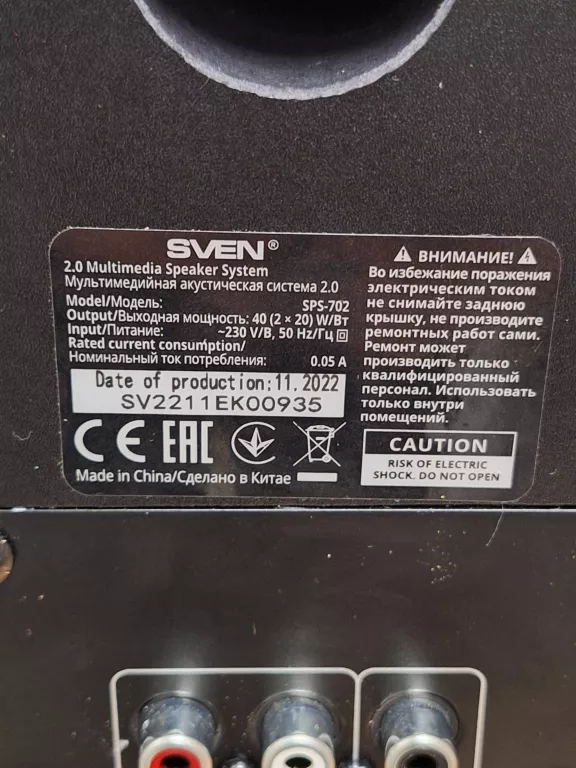 SVEN®
2.0 Multimedia Speaker System
Мультимедийная акустическая система 2.0
Model/Модель: SPS-702
Output/Выходная мощность: 40 (2 × 20) W/Вт
Input/Питание: ~230 V/В, 50 Hz/Гц
Rated current consumption/
Номинальный ток потребления: 0.05 A
Date of production:11,2022
SV2211EK00935
CE EAC
Made in China/Сделано в Китае
ВНИМАНИЕ!
Во избежание поражения
электрическим током
не снимайте заднюю
крышку, не производите
ремонтных работ сами.
Ремонт может
производить только
квалифицированный
персонал. Использовать
только внутри
помещений.
CAUTION
RISK OF ELECTRIC
SHOCK. DO NOT OPEN